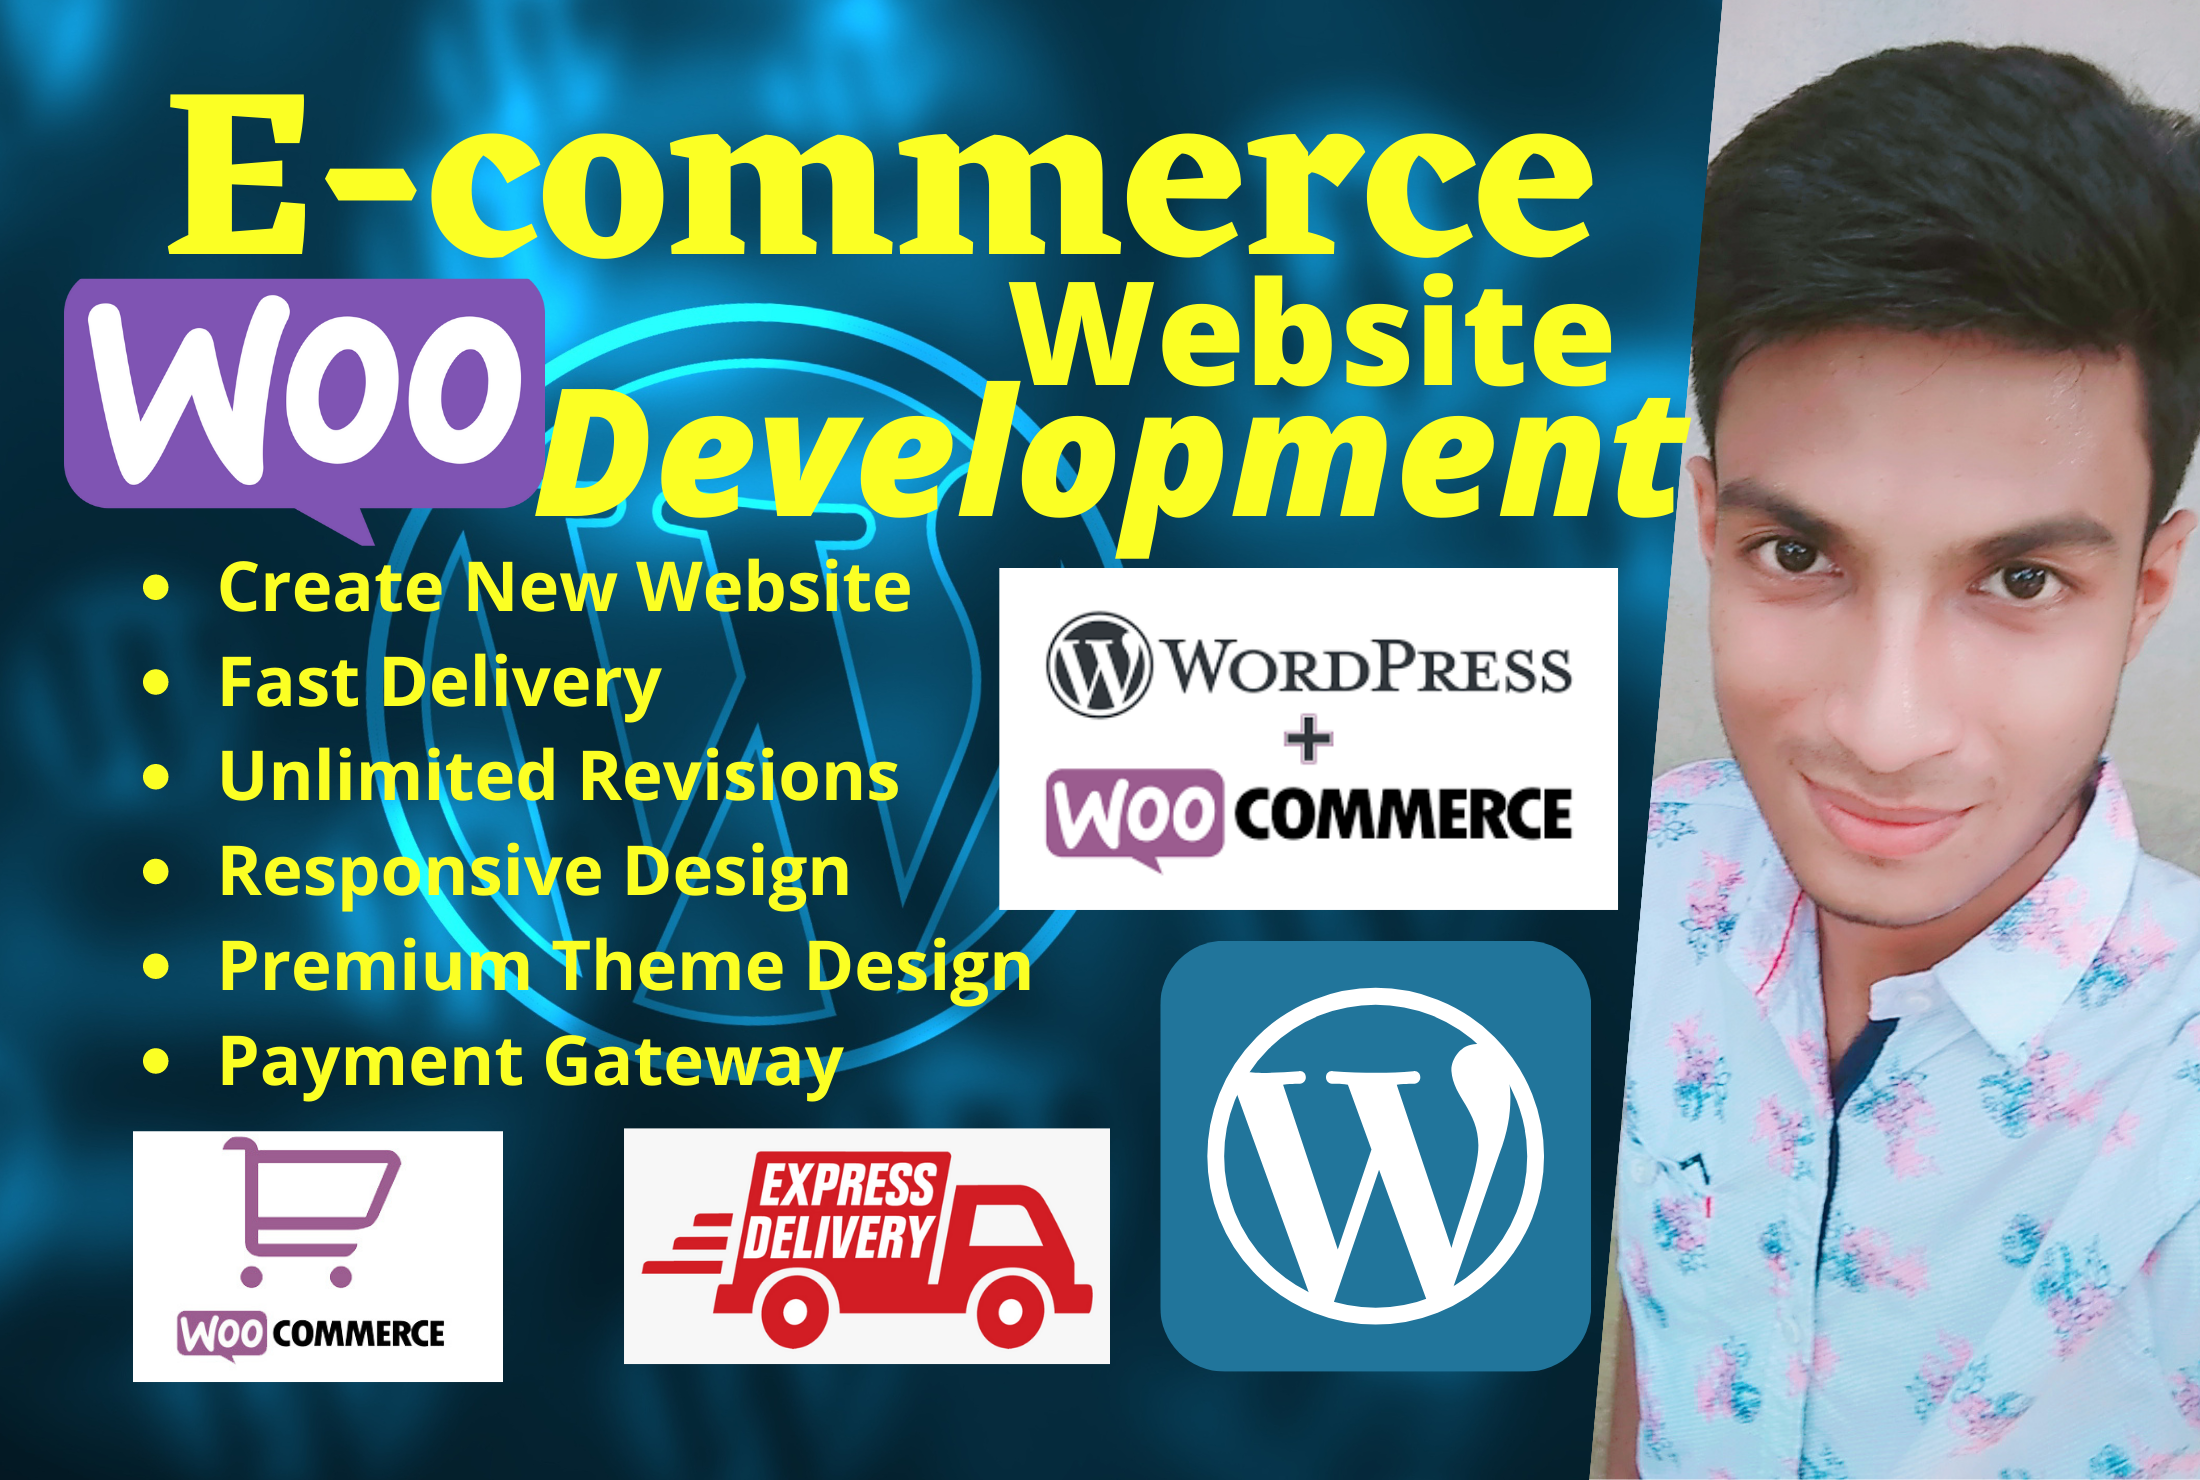 E-commerce
WOO
Website
Development
• Create New Website
• Fast Delivery
• Unlimited Revisions
• Responsive Design
• Premium Theme Design
• Payment Gateway
W WORDPRESS
+
WOO COMMERCE
WOO COMMERCE
EXPRESS
DELIVERY
W